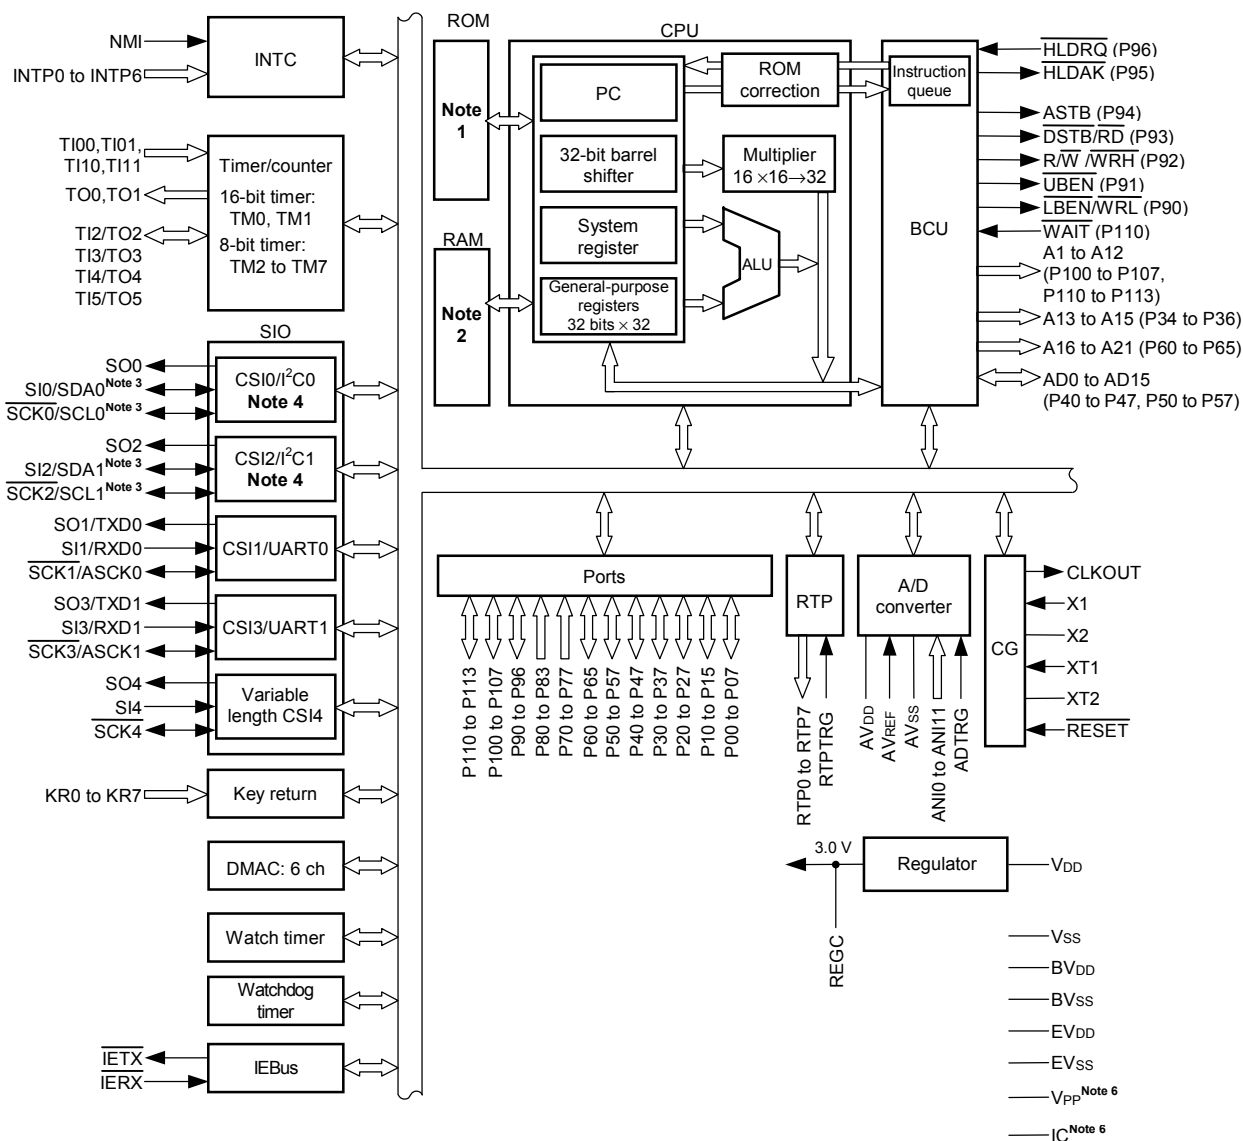 NMI
INTP0 to INTP6
INTC
TI00,TI01,
TI10,TI11
TO0,TO1
TI2/TO2
TI3/TO3
TI4/TO4
TI5/TO5
Timer/counter
16-bit timer:
TM0, TM1
8-bit timer:
TM2 to TM7
SIO
SO0
SI0/SDA0 Note 3
SCK0/SCL0 Note 3
CSI0/I²C0
Note 4
SO2
SI2/SDA1 Note 3
SCK2/SCL1 Note 3
CSI2/I²C1
Note 4
SO1/TXD0
SI1/RXD0
SCK1/ASCK0
CSI1/UART0
SO3/TXD1
SI3/RXD1
SCK3/ASCK1
CSI3/UART1
SO4
SI4
SCK4
Variable
length CSI4
KR0 to KR7
Key return
DMAC: 6 ch
Watch timer
Watchdog
timer
IETX
IERX
IEBus
ROM
Note
1
RAM
Note
2
CPU
PC
32-bit barrel
shifter
System
register
General-purpose
registers
32 bits × 32
ROM
correction
Multiplier
16 ×16→32
ALU
Instruction
queue
BCU
HLDRQ (P96)
HLDAK (P95)
ASTB (P94)
DSTB/RD (P93)
R/W /WRH (P92)
UBEN (P91)
LBEN/WRL (P90)
WAIT (P110)
A1 to A12
(P100 to P107,
P110 to P113)
A13 to A15 (P34 to P36)
A16 to A21 (P60 to P65)
AD0 to AD15
(P40 to P47, P50 to P57)
Ports
P110 to P113
P100 to P107
P90 to P96
P80 to P83
P70 to P77
P60 to P65
P50 to P57
P40 to P47
P30 to P37
P20 to P27
P10 to P15
P00 to P07
RTP
RTP0 to RTP7
RTPTRG
A/D
converter
AVDD
AVREF
AVSS
ANI0 to ANI11
ADTRG
CG
CLKOUT
X1
X2
XT1
XT2
RESET
3.0 V
Regulator
VDD
REGC
VSS
BVDD
BVSS
EVDD
EVSS
VPP Note 6
IC Note 6